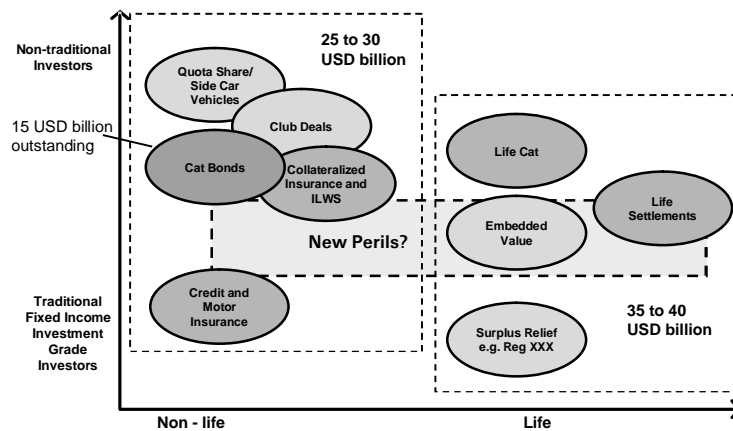 Non-traditional
Investors
25 to 30
USD billion
Quota Share/
Side Car
Vehicles
15 USD billion
outstanding
Club Deals
Cat Bonds
Collateralized
Insurance and
ILWS
Life Cat
Life
Settlements
New Perils?
Embedded
Value
Credit and
Motor
Insurance
Traditional
Fixed Income
Investment
Grade
Investors
Surplus Relief
e.g. Reg XXX
35 to 40
USD billion
Non - life
Life